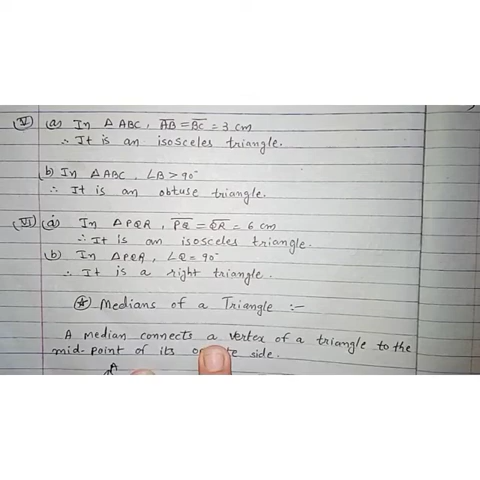 (V) (a) In △ ABC, AB = BC = 3 cm
∴ It is an isosceles triangle.
(b) In △ ABC, ∠B > 90°
∴ It is an obtuse triangle.
(VI) (a) In △PQR, PQ = QR = 6 cm
∴ It is an isosceles triangle.
(b) In △PQR, ∠Q = 90°
∴ It is a right triangle.
⊛ Medians of a Triangle :-
A median connects a vertex of a triangle to the
mid-point of its side.
A